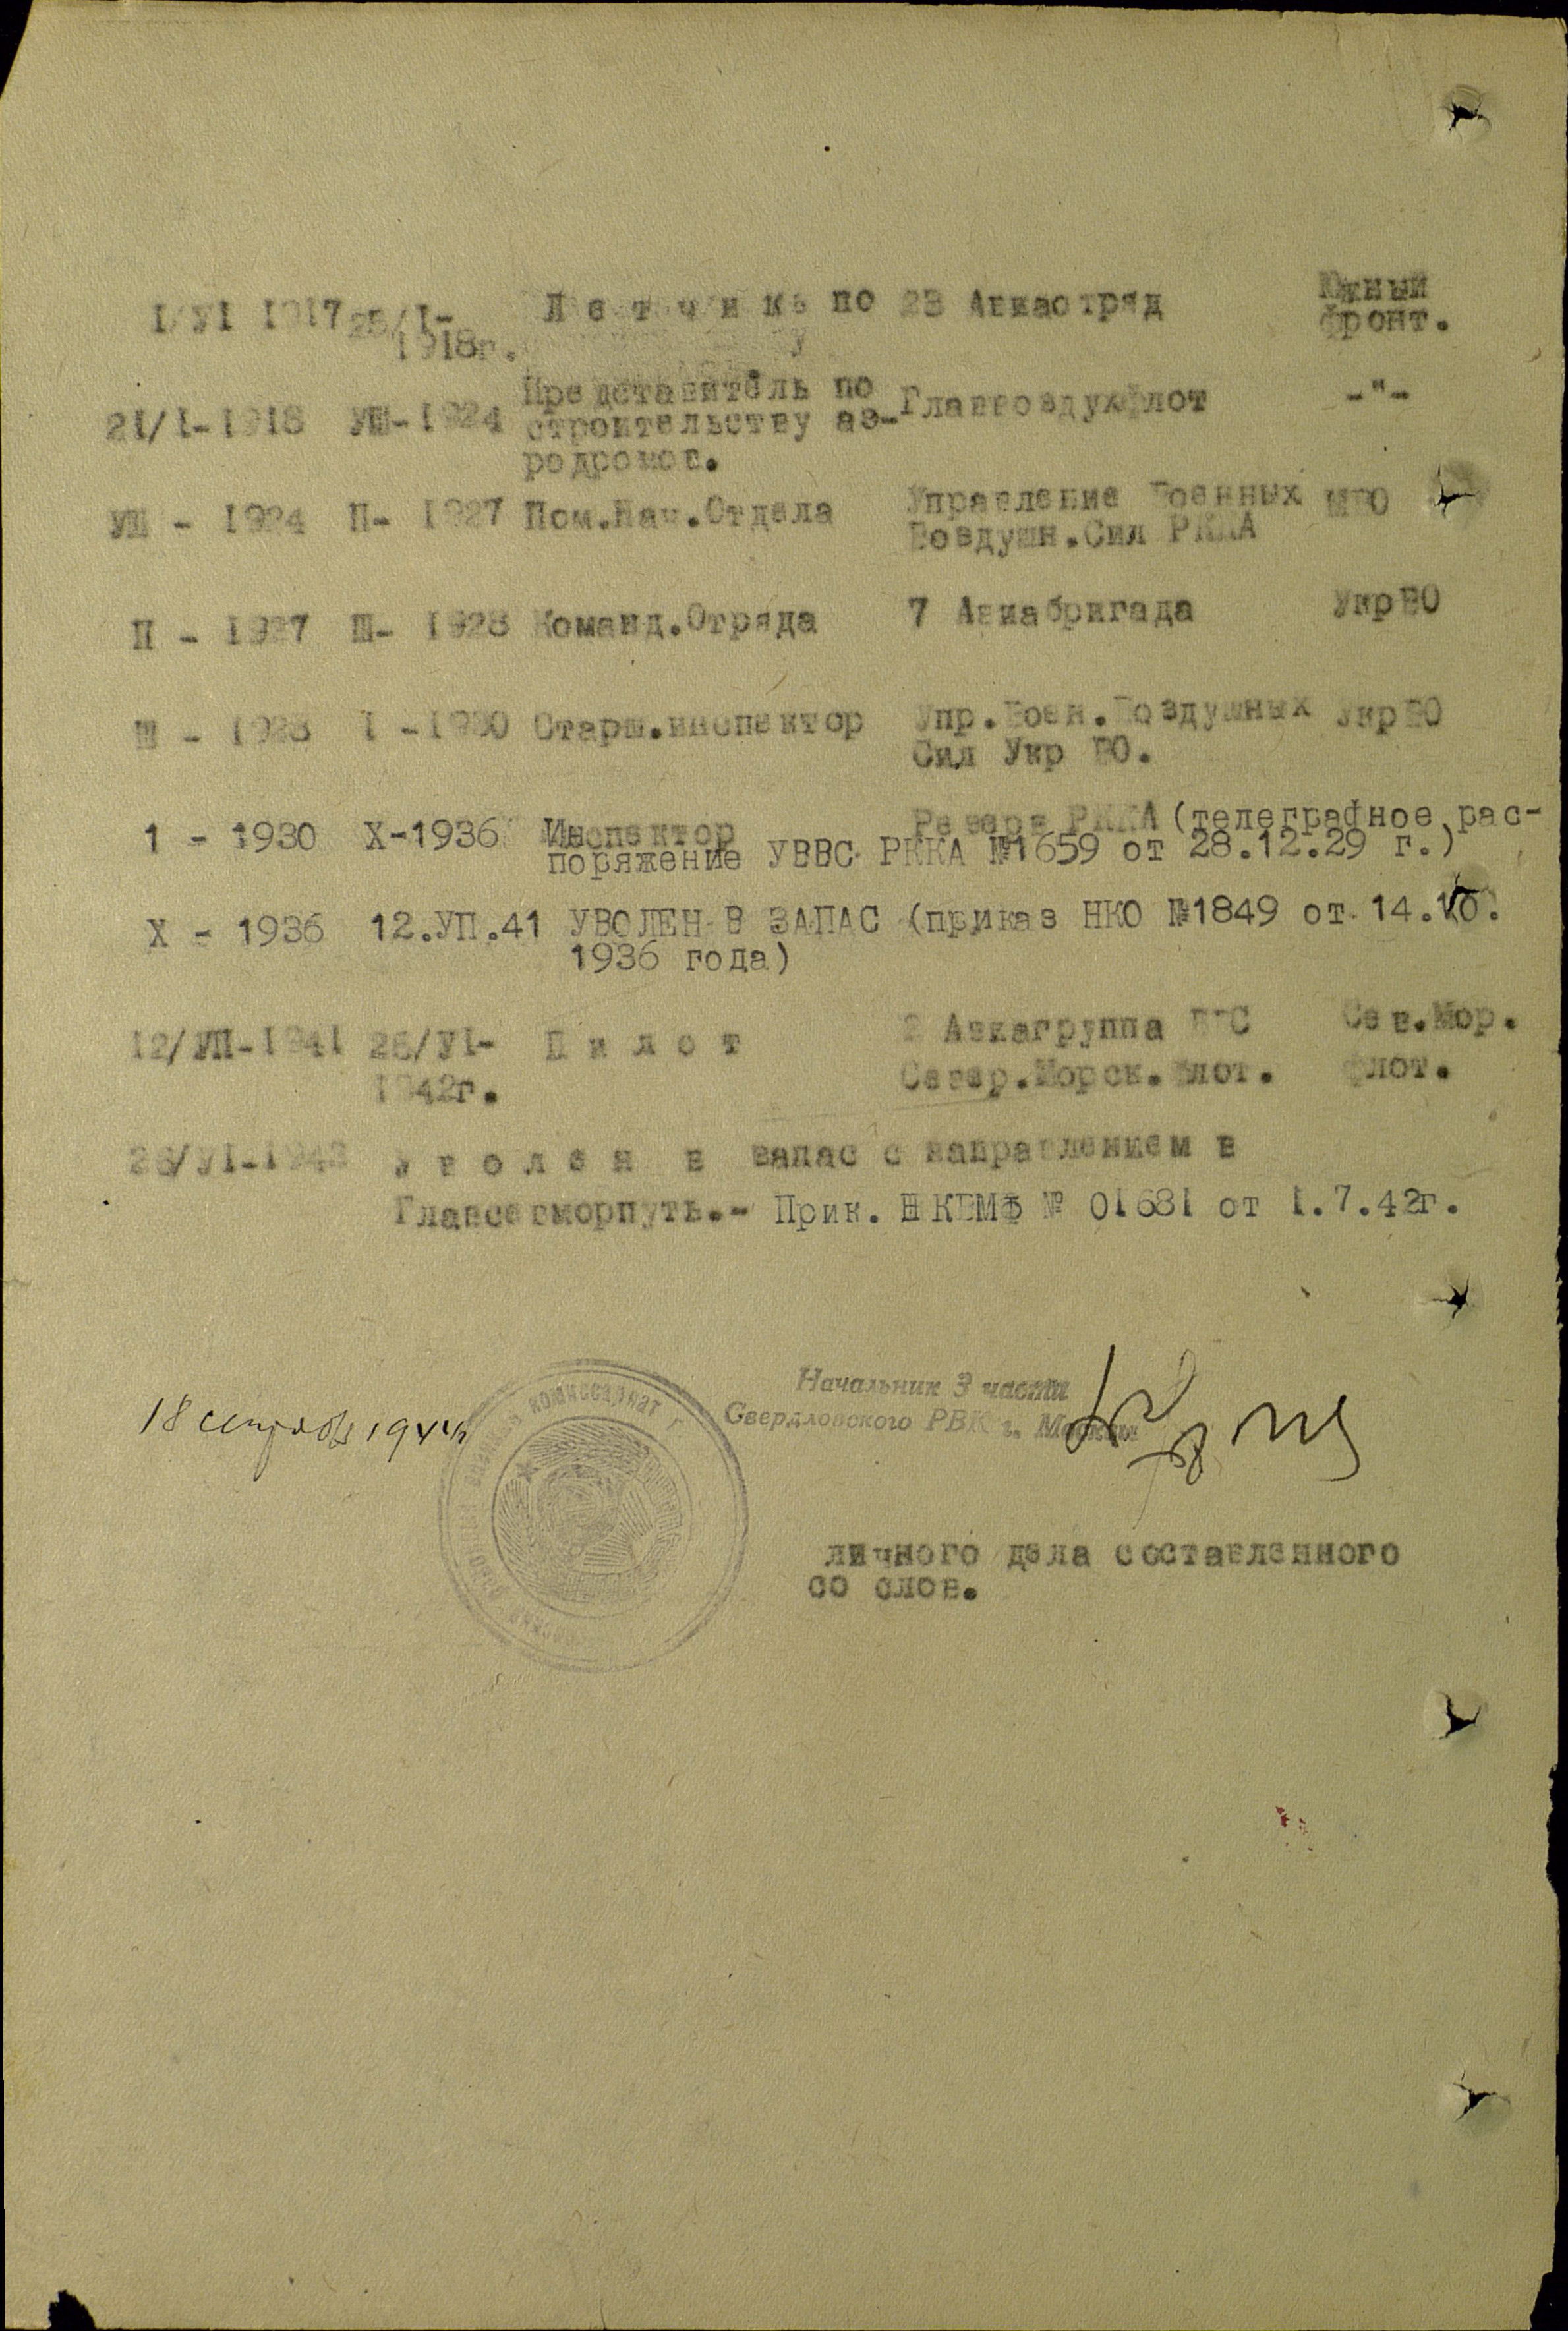 I/УI 1917 25/I- Л е т ч и к по 28 Авиаотряд Южный
1918г. у фронт.
Представитель по
21/I-1918 УШ-1924 строительству аэ- Главвоздухфлот -"-
родромов.
УШ - 1924 П- 1927 Пом.Нач.Отдела Управление Военных МВО
Воздушн.Сил РККА
П - 1927 Ш- 1928 Команд.Отряда 7 Авиабригада УкрВО
Ш - 1928 I -1930 Старш.инспектор Упр.Воен.Воздушных УкрВО
Сил Укр ВО.
1 - 1930 Х-1936 Инспектор Резерв РККА (телеграфное рас-
поряжение УВВС РККА №1659 от 28.12.29 г.)
Х - 1936 12.УП.41 УВОЛЕН В ЗАПАС (приказ НКО №1849 от 14.10.
1936 года)
12/УП-1941 26/УI- П и л о т 2 Авиагруппа ВВС Сев.Мор.
1942г. Север.Морск.Флот. флот.
26/УI-1942 У в о л е н в запас с направлением в
Главсевморпуть.- Прик. НКВМФ № 01681 от 1.7.42г.
Начальник 3 части
Свердловского РВК г. Москвы
18 сентября 1944
комиссариат г
личного дела составленного
со слов.